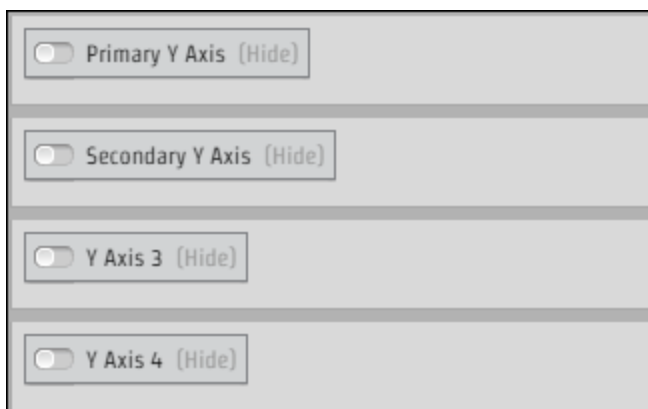 Primary Y Axis (Hide)
Secondary Y Axis (Hide)
Y Axis 3 (Hide)
Y Axis 4 (Hide)